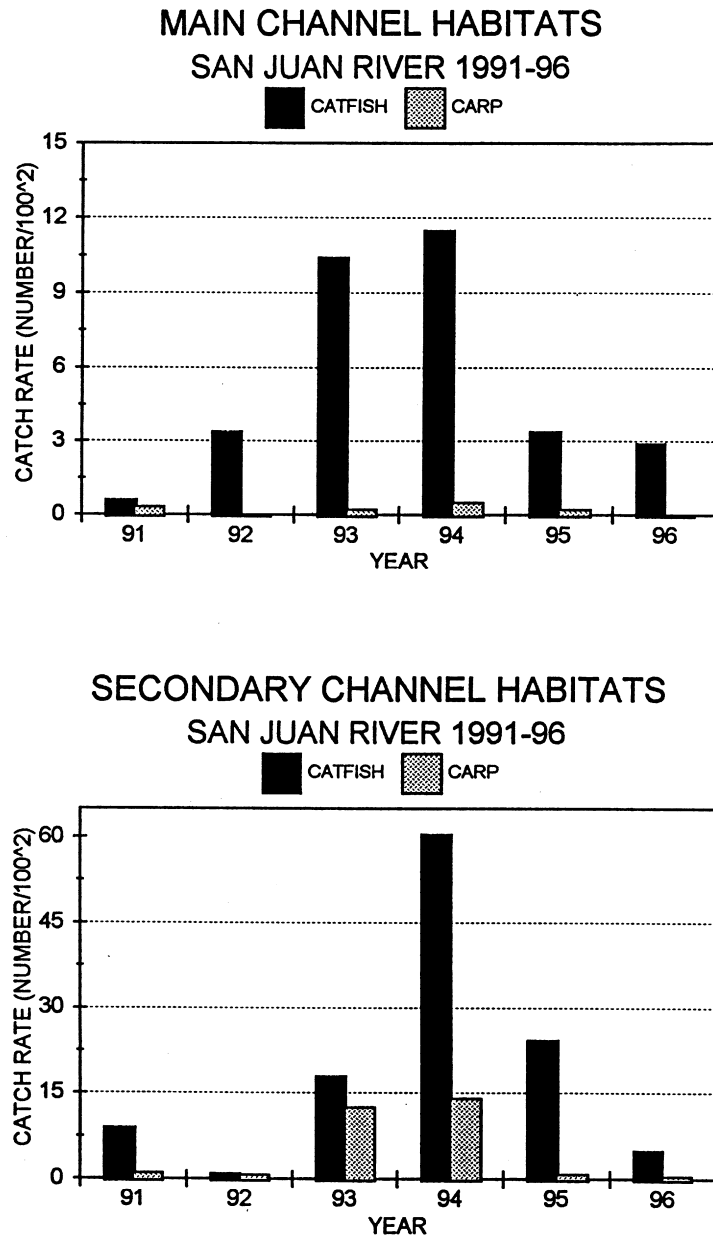 MAIN CHANNEL HABITATS
SAN JUAN RIVER 1991-96
CATFISH CARP
CATCH RATE (NUMBER/100^2)
15
12
9
6
3
0
91 92 93 94 95 96
YEAR
SECONDARY CHANNEL HABITATS
SAN JUAN RIVER 1991-96
CATFISH CARP
CATCH RATE (NUMBER/100^2)
60
45
30
15
0
91 92 93 94 95 96
YEAR